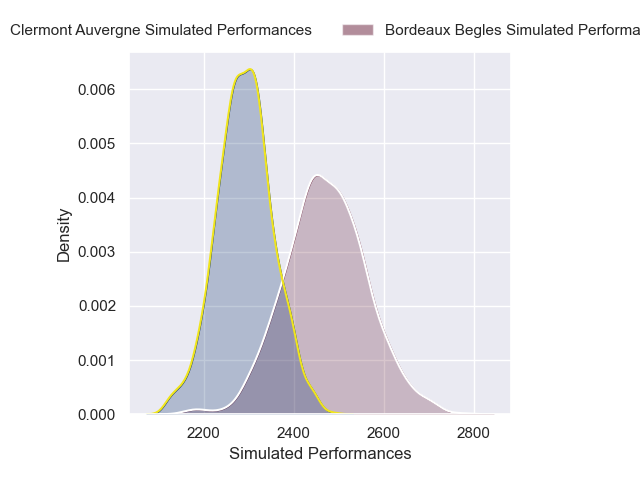 Clermont Auvergne Simulated Performances Bordeaux Begles Simulated Performa
0.006
0.005
0.004
0.003
0.002
0.001
0.000
Density
2200 2400 2600 2800
Simulated Performances